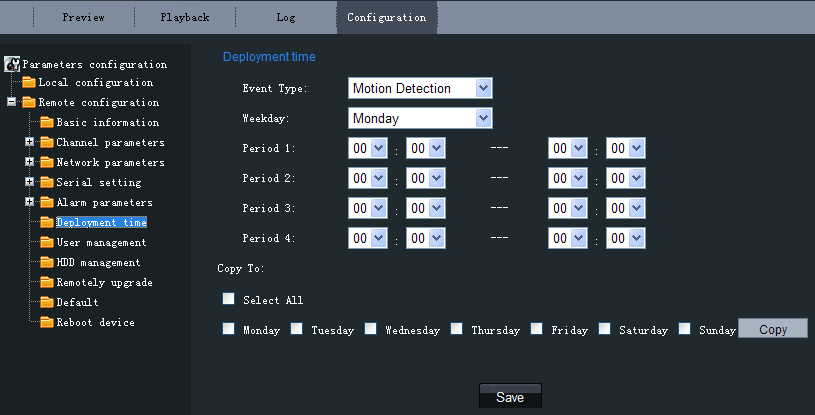 Preview Playback Log Configuration
Parameters configuration
Local configuration
Remote configuration
Basic information
Channel parameters
Network parameters
Serial setting
Alarm parameters
Deployment time
User management
HDD management
Remotely upgrade
Default
Reboot device
Deployment time
Event Type: Motion Detection
Weekday: Monday
Period 1: 00 : 00 --- 00 : 00
Period 2: 00 : 00 --- 00 : 00
Period 3: 00 : 00 --- 00 : 00
Period 4: 00 : 00 --- 00 : 00
Copy To:
Select All
Monday Tuesday Wednesday Thursday Friday Saturday Sunday Copy
Save